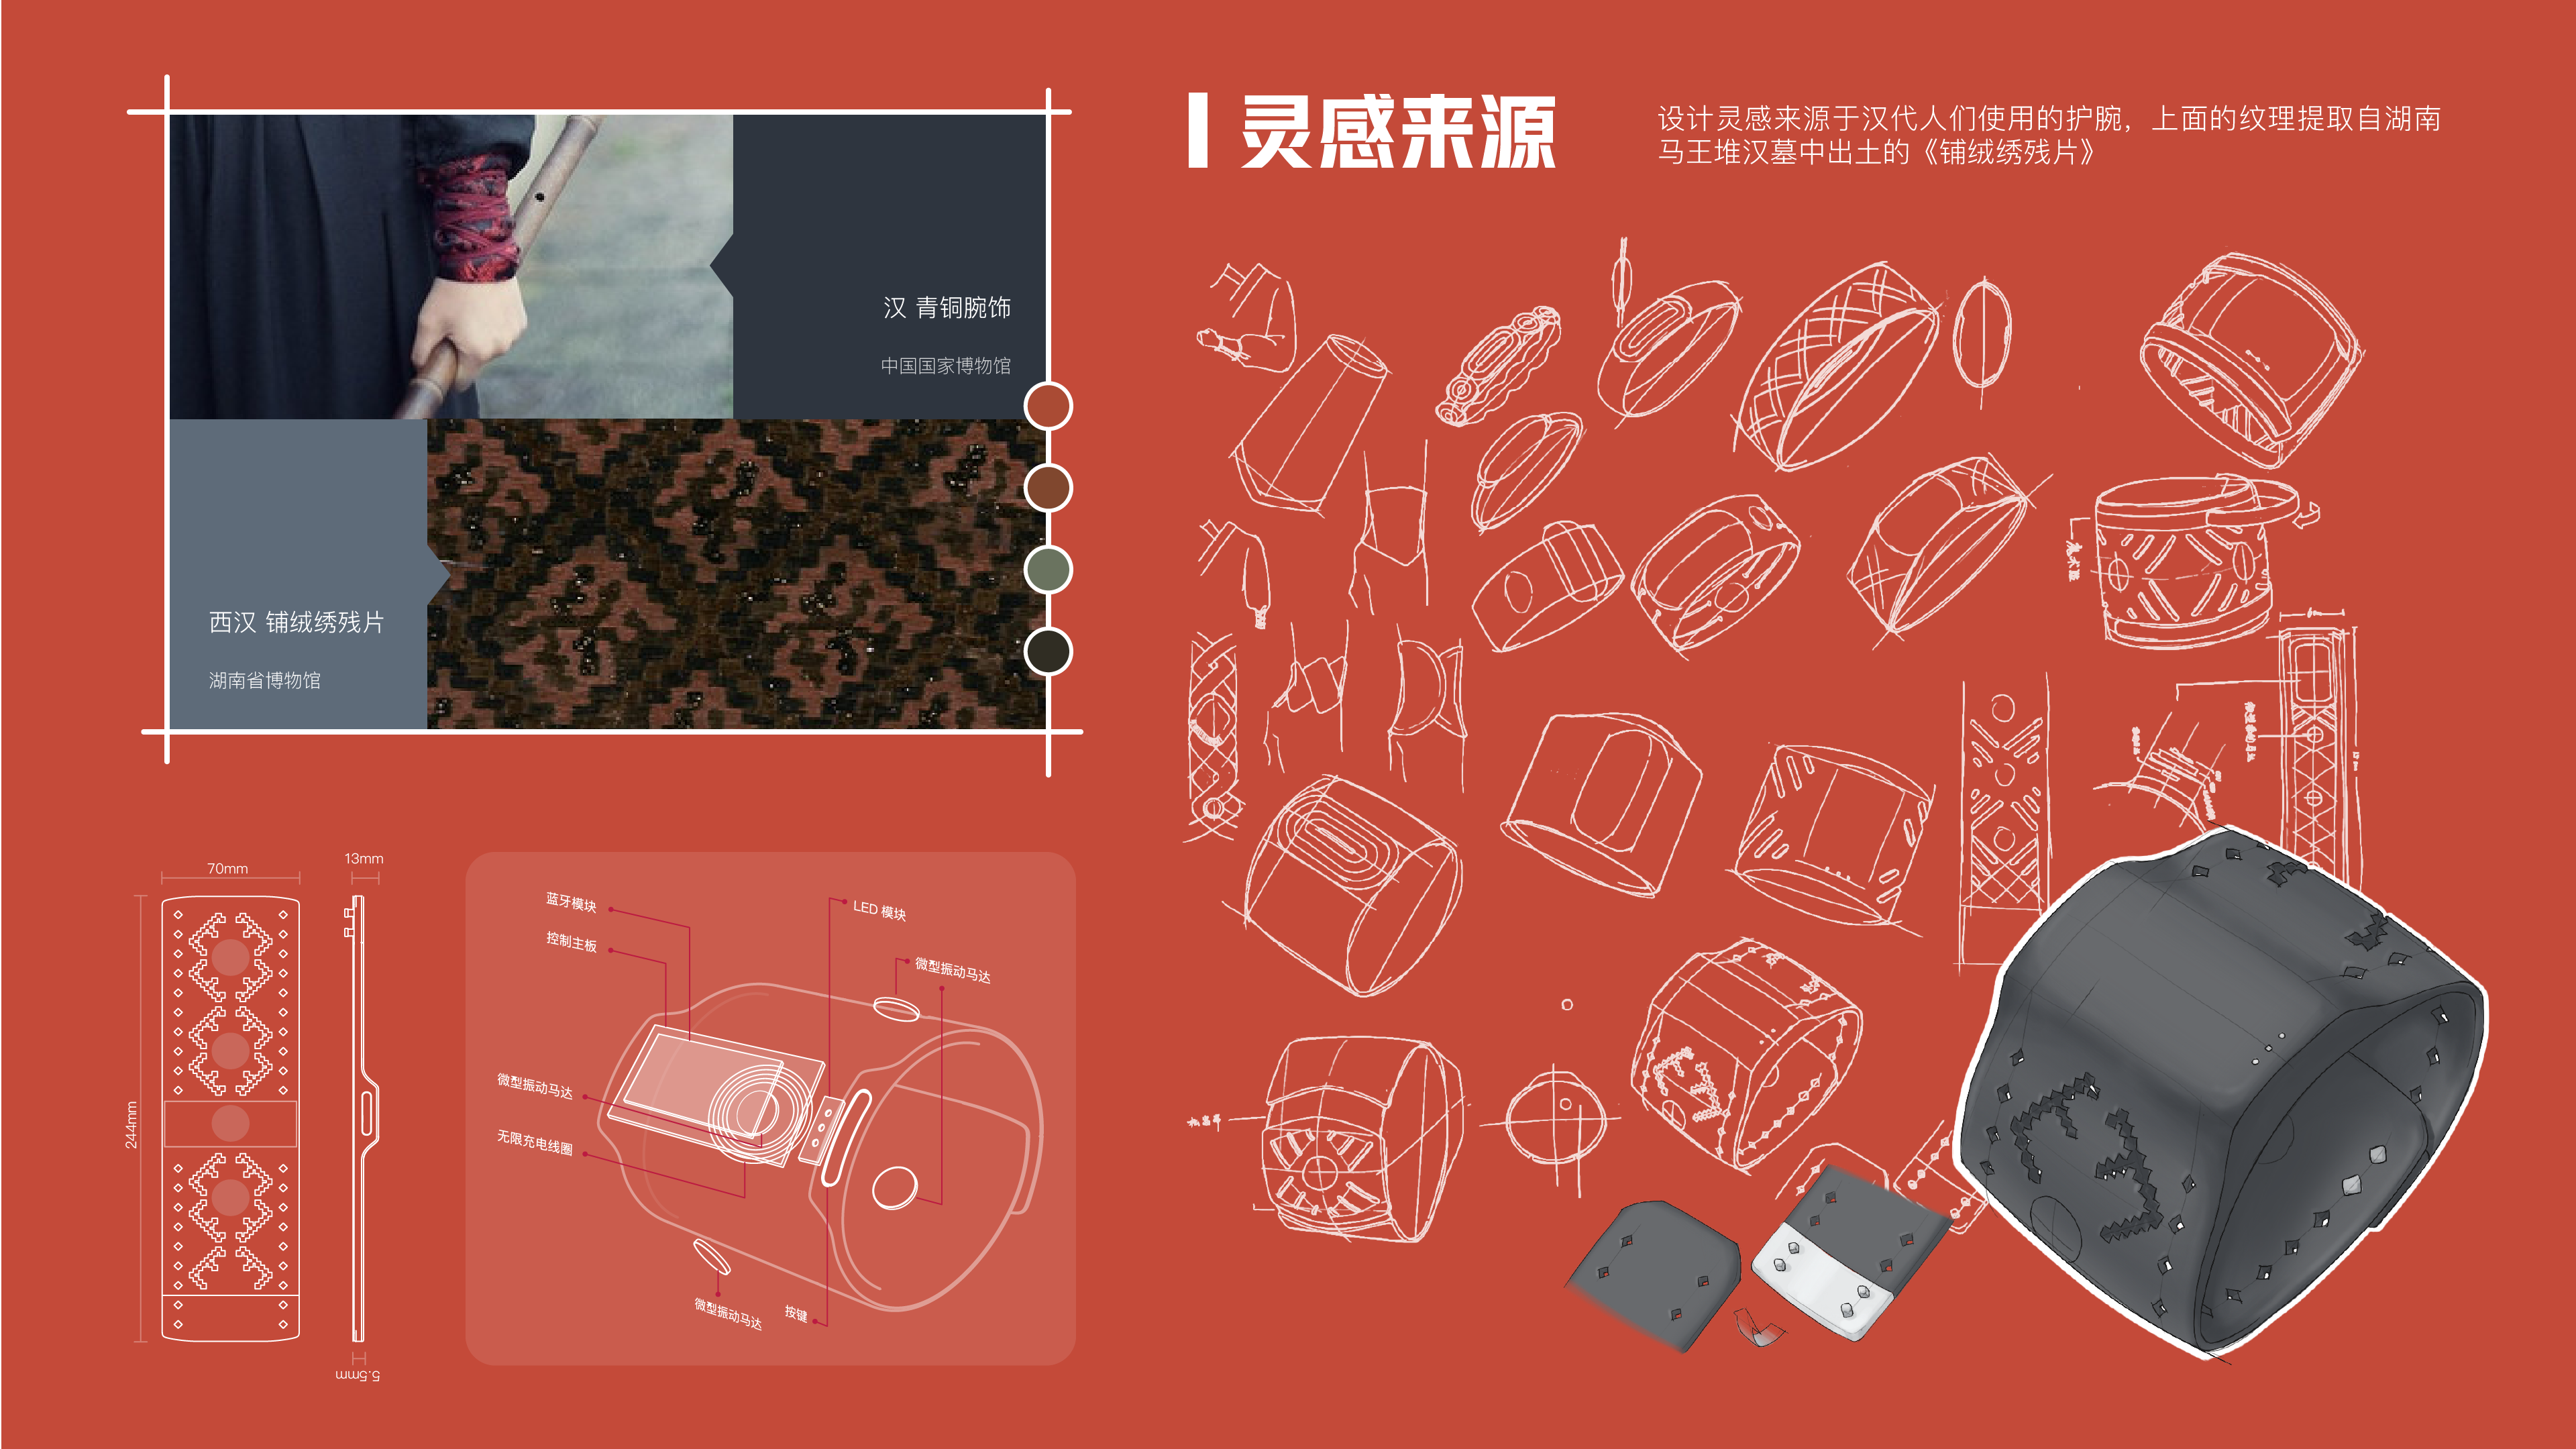 灵感来源
设计灵感来源于汉代人们使用的护腕，上面的纹理提取自湖南
马王堆汉墓中出土的《铺绒绣残片》
汉 青铜腕饰
中国国家博物馆
西汉 铺绒绣残片
湖南省博物馆
70mm
13mm
244mm
5.5mm
蓝牙模块
控制主板
LED 模块
微型振动马达
微型振动马达
无限充电线圈
微型振动马达
按键